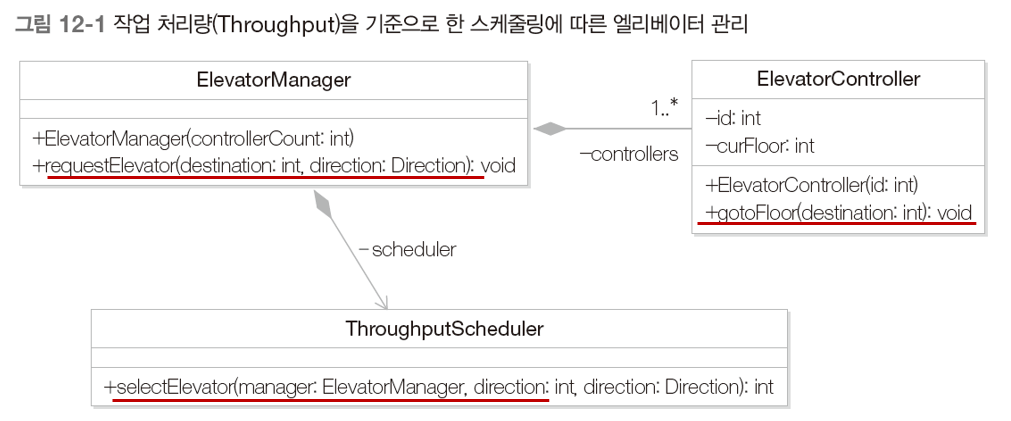 그림 12-1 작업 처리량(Throughput)을 기준으로 한 스케줄링에 따른 엘리베이터 관리
ElevatorManager
+ElevatorManager(controllerCount: int)
+requestElevator(destination: int, direction: Direction): void
1..*
−controllers
ElevatorController
−id: int
−curFloor: int
+ElevatorController(id: int)
+gotoFloor(destination: int): void
−scheduler
ThroughputScheduler
+selectElevator(manager: ElevatorManager, direction: int, direction: Direction): int